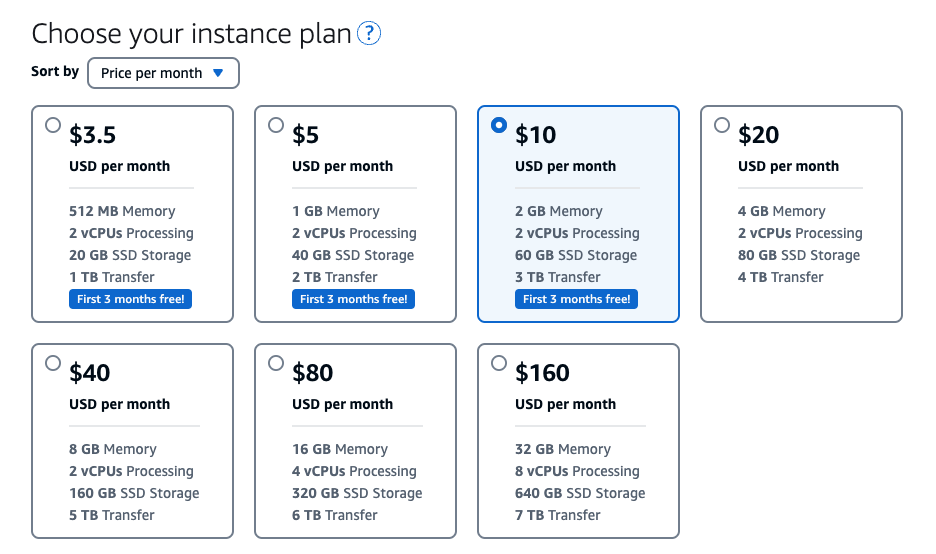 Choose your instance plan ?
Sort by Price per month
$3.5
USD per month
512 MB Memory
2 vCPUs Processing
20 GB SSD Storage
1 TB Transfer
First 3 months free!
$5
USD per month
1 GB Memory
2 vCPUs Processing
40 GB SSD Storage
2 TB Transfer
First 3 months free!
$10
USD per month
2 GB Memory
2 vCPUs Processing
60 GB SSD Storage
3 TB Transfer
First 3 months free!
$20
USD per month
4 GB Memory
2 vCPUs Processing
80 GB SSD Storage
4 TB Transfer
$40
USD per month
8 GB Memory
2 vCPUs Processing
160 GB SSD Storage
5 TB Transfer
$80
USD per month
16 GB Memory
4 vCPUs Processing
320 GB SSD Storage
6 TB Transfer
$160
USD per month
32 GB Memory
8 vCPUs Processing
640 GB SSD Storage
7 TB Transfer